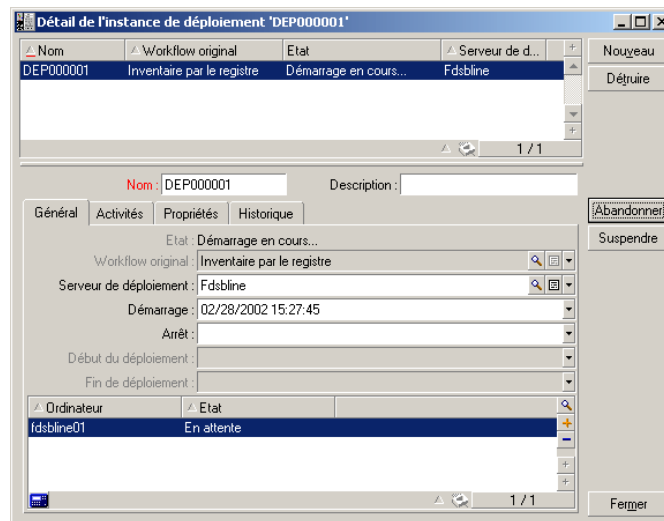 Détail de l'instance de déploiement 'DEP000001'
Nom Workflow original Etat Serveur de d...
DEP000001 Inventaire par le registre Démarrage en cours... Fdsbline
1 / 1
Nouveau
Détruire
Nom : DEP000001 Description :
Général Activités Propriétés Historique
Abandonner
Suspendre
Etat : Démarrage en cours...
Workflow original : Inventaire par le registre
Serveur de déploiement : Fdsbline
Démarrage : 02/28/2002 15:27:45
Arrêt :
Début du déploiement :
Fin de déploiement :
Ordinateur Etat
fdsbline01 En attente
1 / 1
Fermer